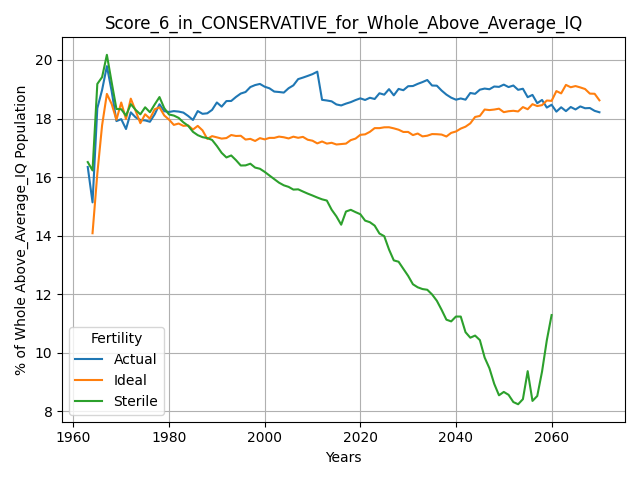 Score_6_in_CONSERVATIVE_for_Whole_Above_Average_IQ
% of Whole Above_Average_IQ Population
20
18
16
14
12
10
8
Fertility
Actual
Ideal
Sterile
1960 1980 2000 2020 2040 2060
Years